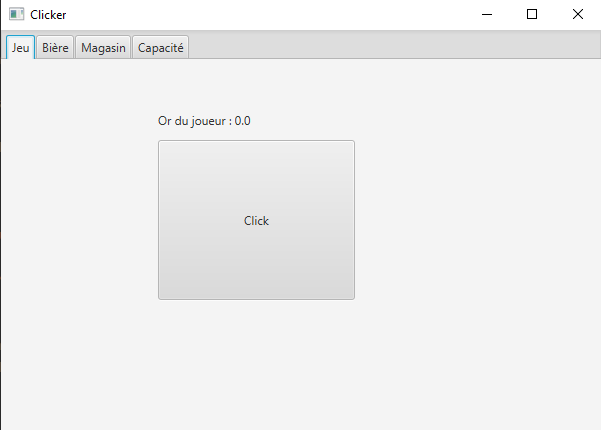 Clicker
Jeu Bière Magasin Capacité
Or du joueur : 0.0
Click